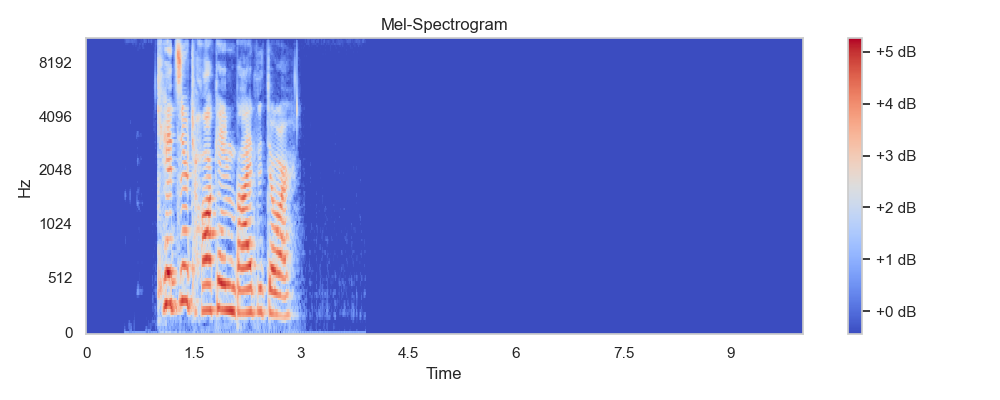 Mel-Spectrogram
8192
4096
2048
1024
512
0
Hz
0 1.5 3 4.5 6 7.5 9
Time
+5 dB
+4 dB
+3 dB
+2 dB
+1 dB
+0 dB